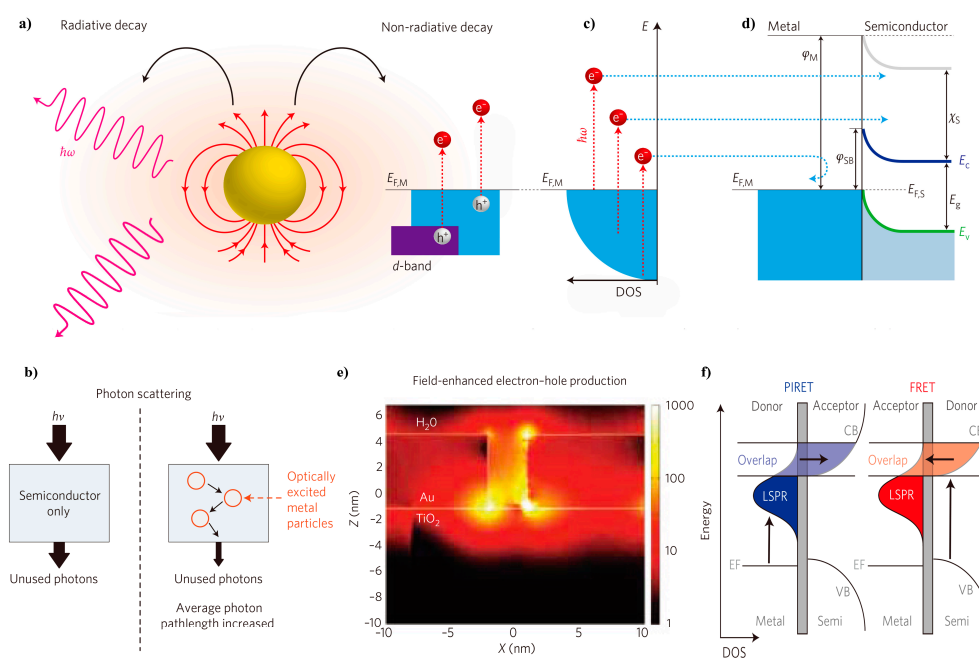 a)
Radiative decay
Non-radiative decay
ħω
e⁻
e⁻
E_F,M
h⁺
h⁺
d-band
c)
E
e⁻
e⁻
e⁻
ħω
DOS
d)
Metal
Semiconductor
φ_M
χ_S
φ_SB
E_c
E_F,M
E_F,S
E_g
E_v
b)
Photon scattering
hν
hν
Semiconductor
only
Optically
excited
metal
particles
Unused photons
Unused photons
Average photon
pathlength increased
e)
Field-enhanced electron–hole production
6
4
2
0
−2
−4
−6
−8
−10
Z (nm)
H₂0
Au
TiO₂
−10
−5
0
5
10
X (nm)
1000
100
10
1
f)
PIRET
FRET
Donor
Acceptor
Acceptor
Donor
CB
CB
Overlap
Overlap
LSPR
LSPR
Energy
EF
EF
VB
VB
Metal
Semi
Metal
Semi
DOS